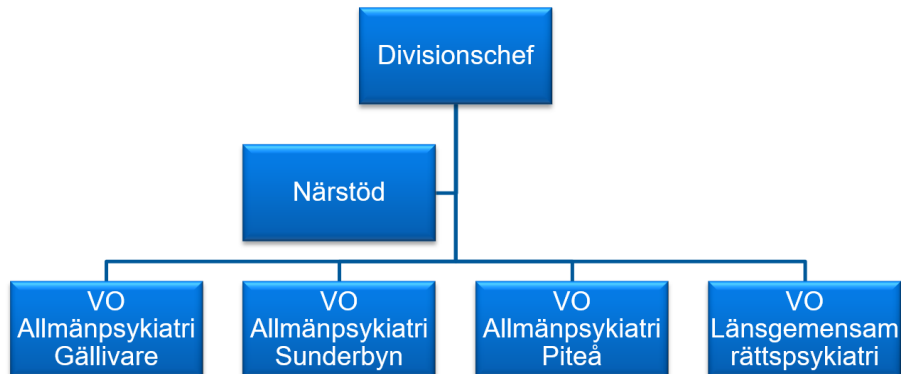 Divisionschef
Närstöd
VO
Allmänpsykiatri
Gällivare
VO
Allmänpsykiatri
Sunderbyn
VO
Allmänpsykiatri
Piteå
VO
Länsgemensam
rättspsykiatri